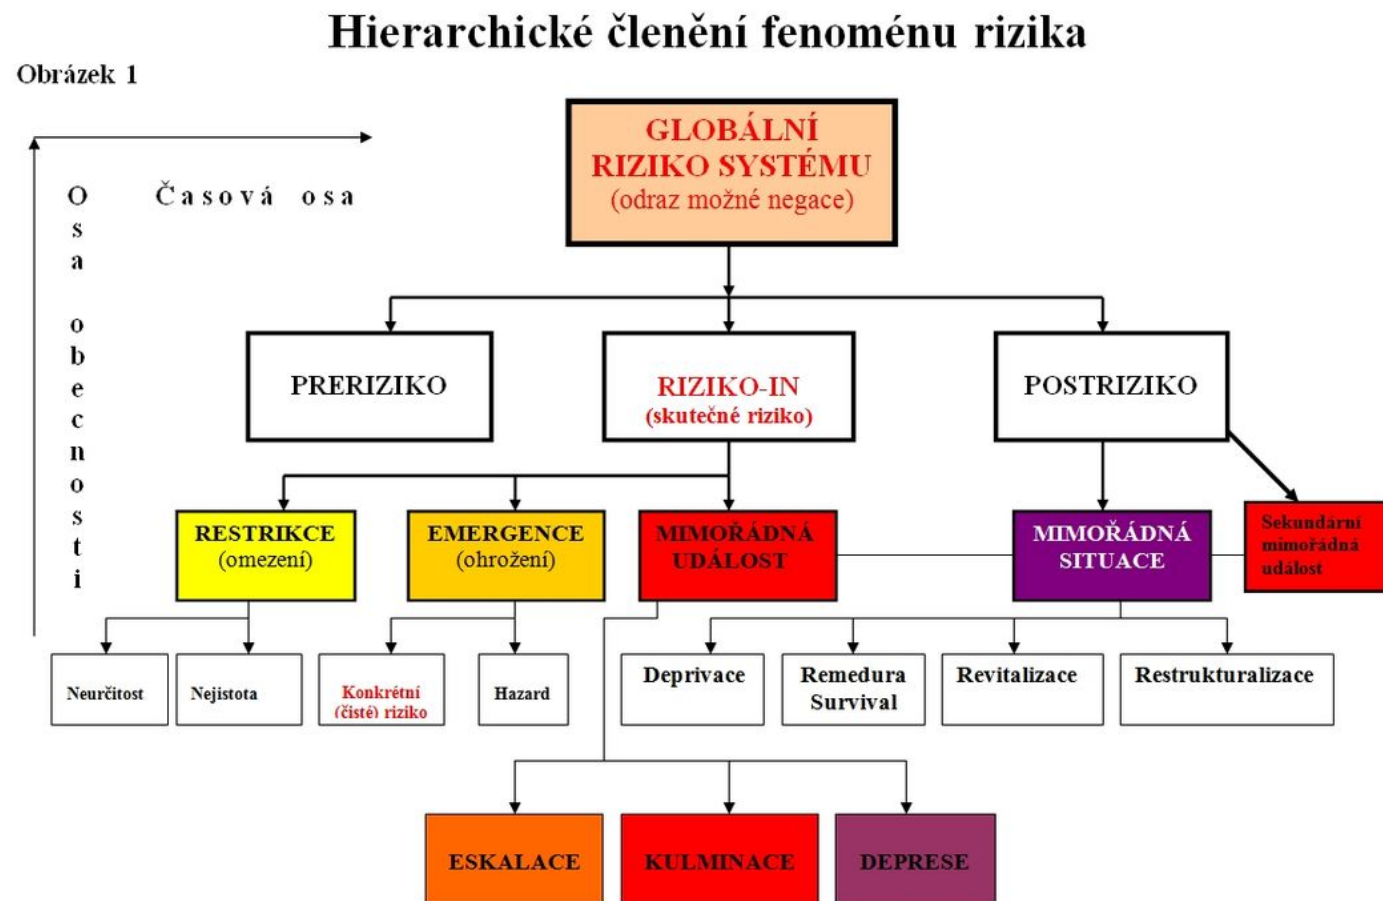 Hierarchické členění fenoménu rizika
Obrázek 1
GLOBÁLNÍ
RIZIKO SYSTÉMU
(odraz možné negace)
Časová osa
Osa obecnosti
PRERIZIKO
RIZIKO-IN
(skutečné riziko)
POSTRIZIKO
RESTRIKCE
(omezení)
EMERGENCE
(ohrožení)
MIMOŘÁDNÁ
UDÁLOST
MIMOŘÁDNÁ
SITUACE
Sekundární
mimořádná
událost
Neurčitost
Nejistota
Konkrétní
(čisté) riziko
Hazard
Deprivace
Remedura
Survival
Revitalizace
Restrukturalizace
ESKALACE
KULMINACE
DEPRESE